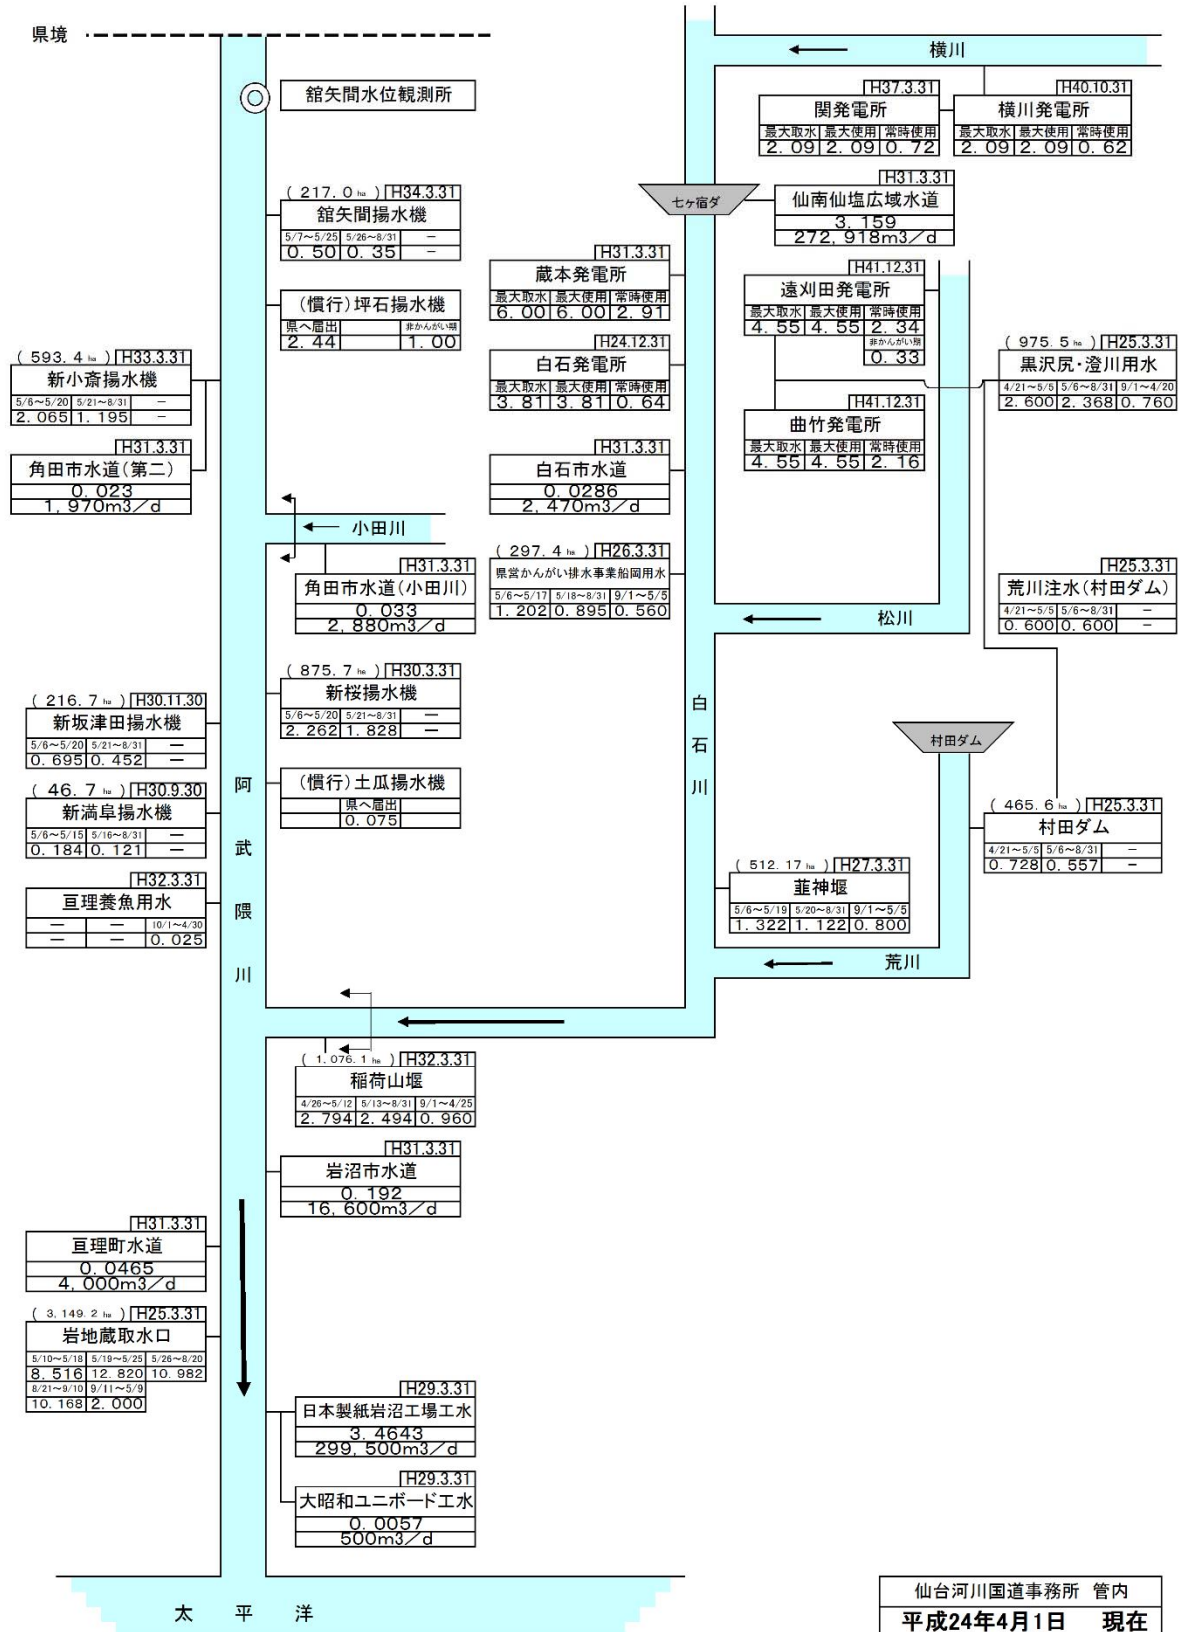 県境
舘矢間水位観測所
(217.0ha) H34.3.31
舘矢間揚水機
5/7～5/25 5/26～8/31 －
0.50 0.35 －
(慣行)坪石揚水機
県へ届出 非かんがい期
2.44 1.00
(593.4ha) H33.3.31
新小斎揚水機
5/6～5/20 5/21～8/31 －
2.065 1.195 －
H31.3.31
角田市水道(第二)
0.023
1,970m3/d
小田川
H31.3.31
角田市水道(小田川)
0.033
2,880m3/d
(875.7ha) H30.3.31
新桜揚水機
5/6～5/20 5/21～8/31 －
2.262 1.828 －
(216.7ha) H30.11.30
新坂津田揚水機
5/6～5/20 5/21～8/31 －
0.695 0.452 －
(慣行)土瓜揚水機
県へ届出
0.075
(46.7ha) H30.9.30
新満阜揚水機
5/6～5/15 5/16～8/31 －
0.184 0.121 －
H32.3.31
亘理養魚用水
－ － 10/1～4/30
－ － 0.025
阿武隈川
横川
H37.3.31
関発電所
最大取水 最大使用 常時使用
2.09 2.09 0.72
H40.10.31
横川発電所
最大取水 最大使用 常時使用
2.09 2.09 0.62
七ヶ宿ダ
H31.3.31
仙南仙塩広域水道
3.159
272,918m3/d
H31.3.31
蔵本発電所
最大取水 最大使用 常時使用
6.00 6.00 2.91
H24.12.31
白石発電所
最大取水 最大使用 常時使用
3.81 3.81 0.64
H31.3.31
白石市水道
0.0286
2,470m3/d
(297.4ha) H26.3.31
県営かんがい排水事業船岡用水
5/6～5/17 5/18～8/31 9/1～5/5
1.202 0.895 0.560
H41.12.31
遠刈田発電所
最大取水 最大使用 常時使用
4.55 4.55 2.34
非かんがい期
0.33
H41.12.31
曲竹発電所
最大取水 最大使用 常時使用
4.55 4.55 2.16
(975.5ha) H25.3.31
黒沢尻・澄川用水
4/21～5/5 5/6～8/31 9/1～4/20
2.600 2.368 0.760
H25.3.31
荒川注水(村田ダム)
4/21～5/5 5/6～8/31 －
0.600 0.600 －
松川
白石川
村田ダム
(465.6ha) H25.3.31
村田ダム
4/21～5/5 5/6～8/31 －
0.728 0.557 －
(512.17ha) H27.3.31
韮神堰
5/6～5/19 5/20～8/31 9/1～5/5
1.322 1.122 0.800
荒川
(1,076.1ha) H32.3.31
稲荷山堰
4/26～5/12 5/13～8/31 9/1～4/25
2.794 2.494 0.960
H31.3.31
岩沼市水道
0.192
16,600m3/d
H31.3.31
亘理町水道
0.0465
4,000m3/d
(3,149.2ha) H25.3.31
岩地蔵取水口
5/10～5/18 5/19～5/25 5/26～8/20
8.516 12.820 10.982
8/21～9/10 9/11～5/9
10.168 2.000
H29.3.31
日本製紙岩沼工場工水
3.4643
299,500m3/d
H29.3.31
大昭和ユニボード工水
0.0057
500m3/d
太平洋
仙台河川国道事務所 管内
平成24年4月1日 現在